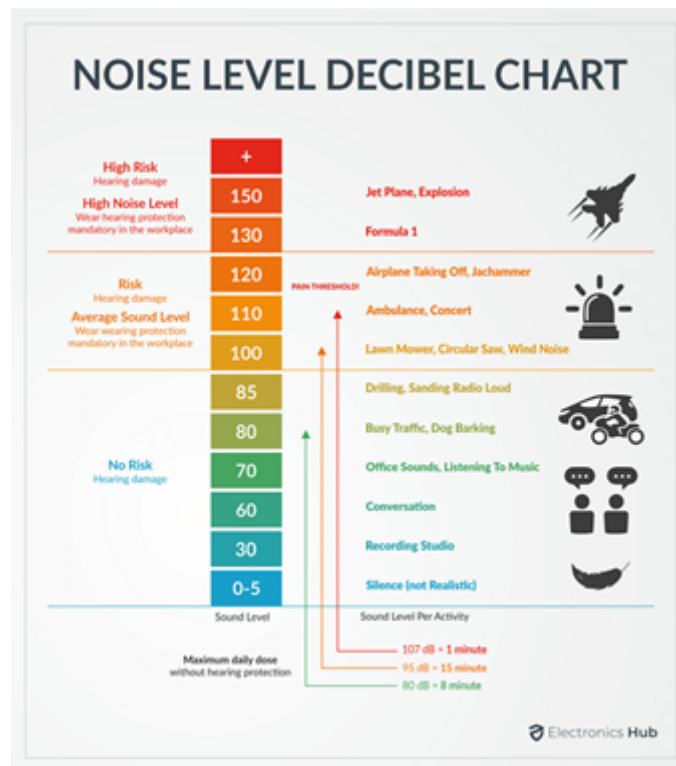 NOISE LEVEL DECIBEL CHART
+
High Risk
Hearing damage
High Noise Level
Wear hearing protection
mandatory in the workplace
150
Jet Plane, Explosion
130
Formula 1
120
Airplane Taking Off, Jachammer
Risk
Hearing damage
PAIN THRESHOLD!
Average Sound Level
Wear wearing protection
mandatory in the workplace
110
Ambulance, Concert
100
Lawn Mower, Circular Saw, Wind Noise
85
Drilling, Sanding Radio Loud
80
Busy Traffic, Dog Barking
No Risk
Hearing damage
70
Office Sounds, Listening To Music
60
Conversation
30
Recording Studio
0-5
Silence (not Realistic)
Sound Level
Sound Level Per Activity
Maximum daily dose
without hearing protection
107 dB = 1 minute
95 dB = 15 minute
80 dB = 8 minute
Electronics Hub